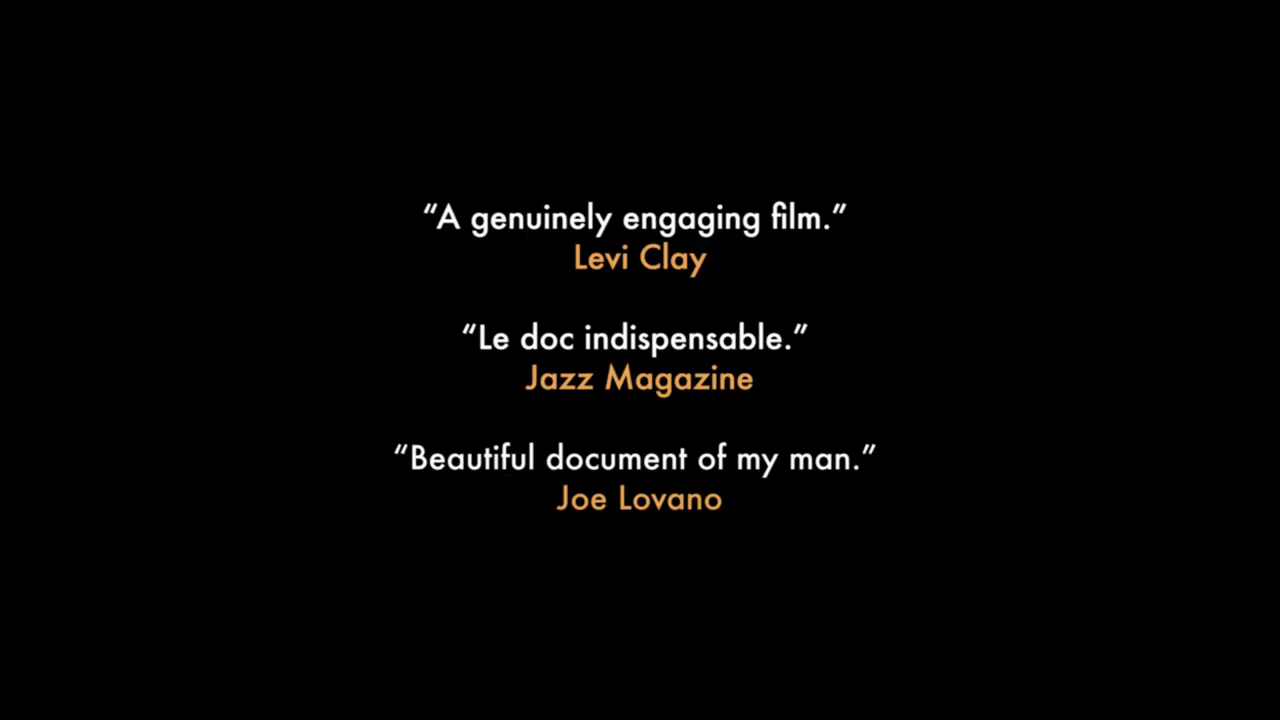 “A genuinely engaging film.”
Levi Clay
“Le doc indispensable.”
Jazz Magazine
“Beautiful document of my man.”
Joe Lovano